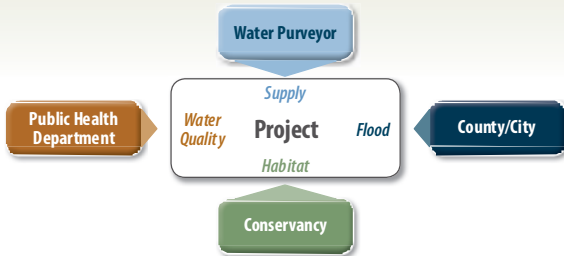 Water Purveyor
Supply
Public Health
Department
Water
Quality
Project
Flood
County/City
Habitat
Conservancy